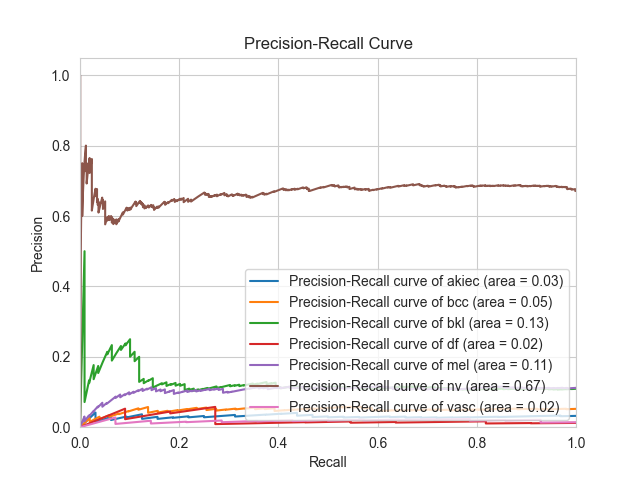 Precision-Recall Curve
1.0
0.8
0.6
0.4
0.2
0.0
Precision
Precision-Recall curve of akiec (area = 0.03)
Precision-Recall curve of bcc (area = 0.05)
Precision-Recall curve of bkl (area = 0.13)
Precision-Recall curve of df (area = 0.02)
Precision-Recall curve of mel (area = 0.11)
Precision-Recall curve of nv (area = 0.67)
Precision-Recall curve of vasc (area = 0.02)
0.0 0.2 0.4 0.6 0.8 1.0
Recall